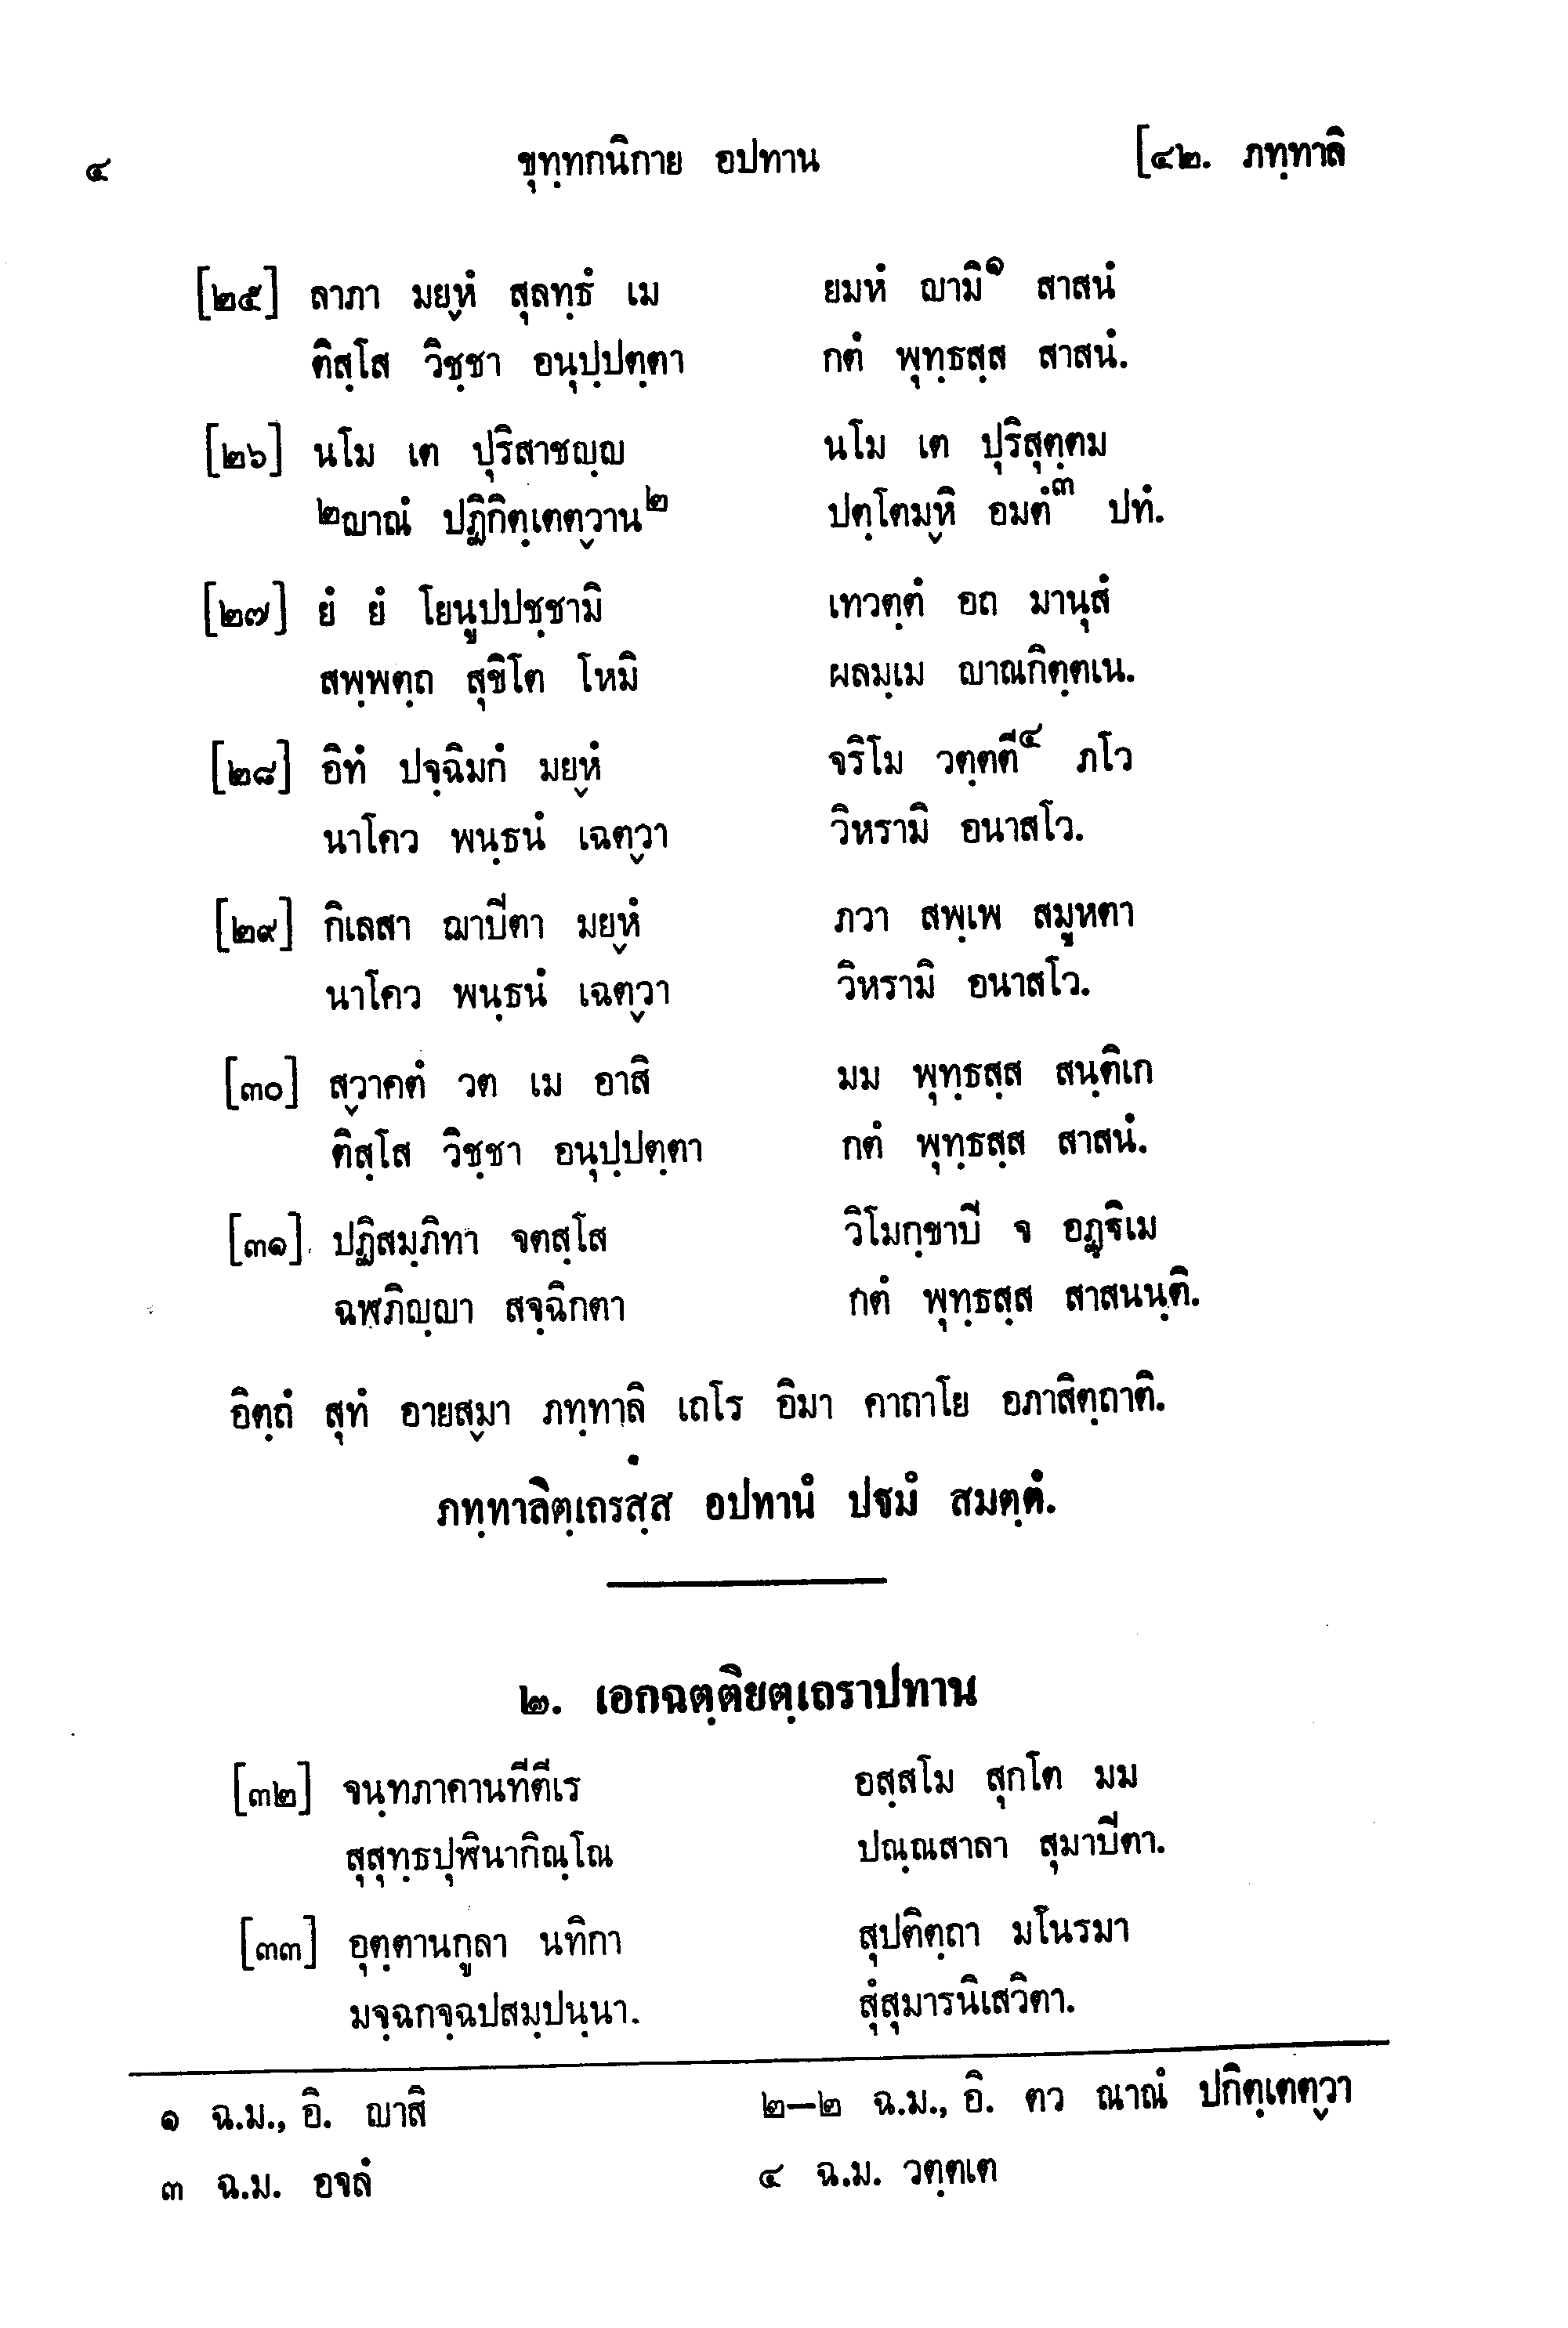 ๔ ขุทฺทกนิกาย อปทาน [๔๒. ภทฺทาลิ
[๒๕] ลาภา มยฺหํ สุลทฺธํ เม ยมหํ ญามิ๑ สาสนํ
ติสฺโส วิชฺชา อนุปฺปตฺตา กตํ พุทฺธสฺส สาสนํ.
[๒๖] นโม เต ปุริสาชญฺญ นโม เต ปุริสุตฺตม
๒ญาณํ ปฏิกิตฺเตตฺวาน๒ ปตฺโตมฺหิ อมตํ๓ ปทํ.
[๒๗] ยํ ยํ โยนูปปชฺชามิ เทวตฺตํ อถ มานุสํ
สพฺพตฺถ สุขิโต โหมิ ผลมฺเม ญาณกิตฺตเน.
[๒๘] อิทํ ปจฺฉิมกํ มยฺหํ จริโม วตฺตตี๔ ภโว
นาโคว พนฺธนํ เฉตฺวา วิหรามิ อนาสโว.
[๒๙] กิเลสา ฌาปีตา มยฺหํ ภวา สพฺเพ สมูหตา
นาโคว พนฺธนํ เฉตฺวา วิหรามิ อนาสโว.
[๓๐] สฺวาคตํ วต เม อาสิ มม พุทฺธสฺส สนฺติเก
ติสฺโส วิชฺชา อนุปฺปตฺตา กตํ พุทฺธสฺส สาสนํ.
[๓๑] ปฏิสมฺภิทา จตสฺโส วิโมกฺขาปี จ อฏฺฐิเม
ฉฬภิญฺญา สจฺฉิกตา กตํ พุทฺธสฺส สาสนนฺติ.
อิตฺถํ สุทํ อายสฺมา ภทฺทาลิ เถโร อิมา คาถาโย อภาสิตฺถาติ.
ภทฺทาลิตฺเถรสฺส อปทานํ ปฐมํ สมตฺตํ.
๒. เอกฉตฺติยตฺเถราปทาน
[๓๒] จนฺทภาคานทีตีเร อสฺสโม สุกโต มม
สุสุทฺธปุฬินากิณฺโณ ปณฺณสาลา สุมาปีตา.
[๓๓] อุตฺตานกูลา นทิกา สุปติตฺถา มโนรมา
มจฺฉกจฺฉปสมฺปนฺนา. สุํสุมารนิเสวิตา.
๑ ฉ.ม., อิ. ญาสิ ๒-๒ ฉ.ม., อิ. ตว ณาณํ ปกิตฺเตตฺวา
๓ ฉ.ม. อจลํ ๔ ฉ.ม. วตฺตเต